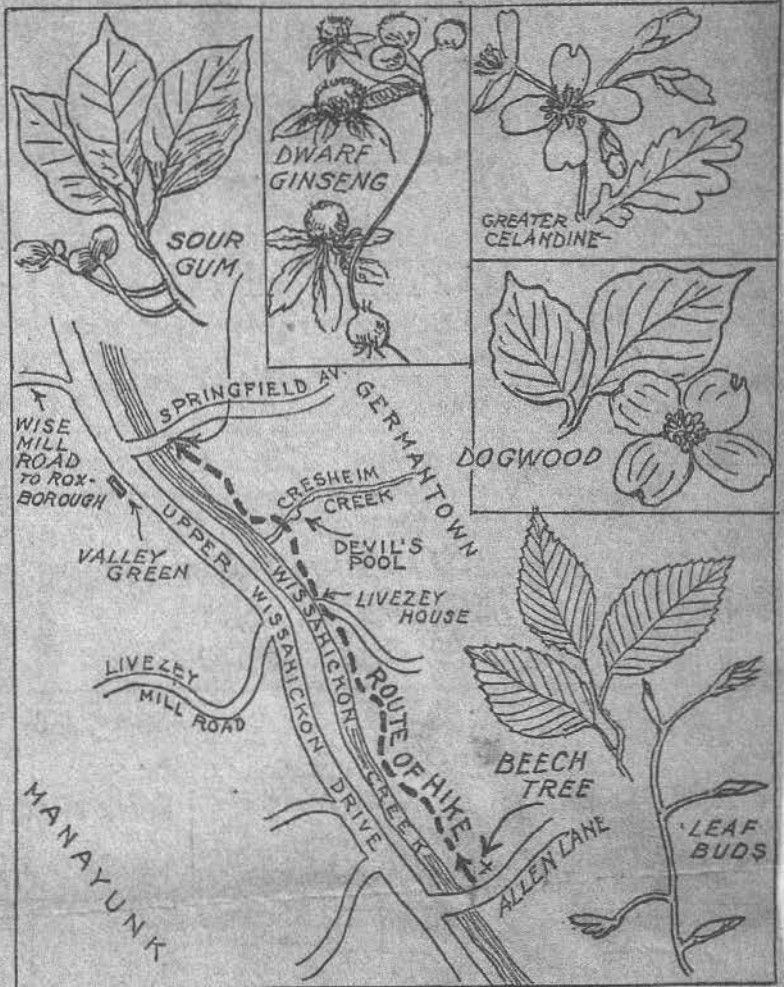 SOUR
GUM
DWARF
GINSENG
GREATER
CELANDINE
DOGWOOD
SPRINGFIELD AV.
GERMANTOWN
WISE
MILL
ROAD
TO ROX-
BOROUGH
CRESHEIM
CREEK
DEVIL'S
POOL
VALLEY
GREEN
UPPER WISSAHICKON DRIVE
WISSAHICKON CREEK
LIVEZEY
HOUSE
LIVEZEY
MILL ROAD
ROUTE OF HIKE
BEECH
TREE
LEAF
BUDS
ALLEN LANE
MANAYUNK